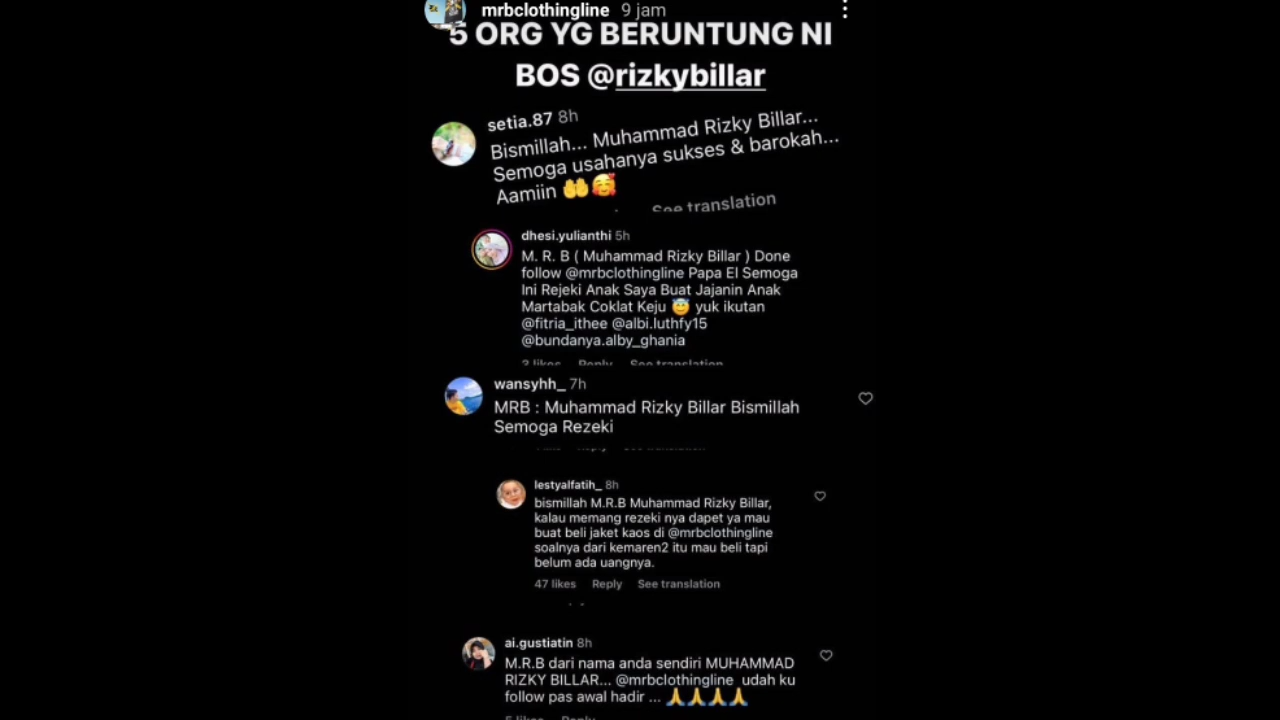 mrbclothingline 9 jam
5 ORG YG BERUNTUNG NI
BOS @rizkybillar
setia.87 8h
Bismillah... Muhammad Rizky Billar...
Semoga usahanya sukses & barokah...
Aamiin 🤲🥰
See translation
dhesi.yulianthi 5h
M. R. B ( Muhammad Rizky Billar ) Done
follow @mrbclothingline Papa El Semoga
Ini Rejeki Anak Saya Buat Jajanin Anak
Martabak Coklat Keju 😇 yuk ikutan
@fitria_ithee @albi.luthfy15
@bundanya.alby_ghania
3 likes Reply See translation
wansyhh_ 7h
MRB : Muhammad Rizky Billar Bismillah
Semoga Rezeki
lestyalfatih_ 8h
bismillah M.R.B Muhammad Rizky Billar,
kalau memang rezeki nya dapet ya mau
buat beli jaket kaos di @mrbclothingline
soalnya dari kemaren2 itu mau beli tapi
belum ada uangnya.
47 likes Reply See translation
ai.gustiatin 8h
M.R.B dari nama anda sendiri MUHAMMAD
RIZKY BILLAR... @mrbclothingline udah ku
follow pas awal hadir ... 🙏🙏🙏🙏
5 likes Reply